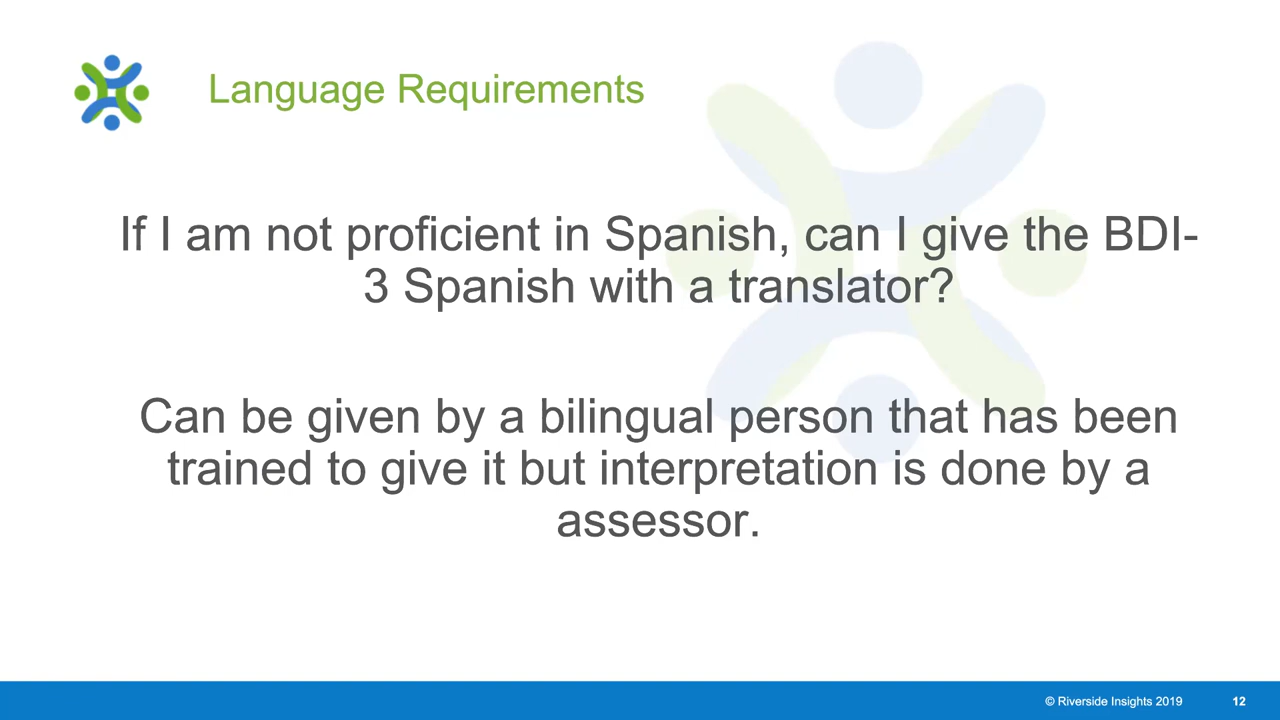 Language Requirements
If I am not proficient in Spanish, can I give the BDI-
3 Spanish with a translator?
Can be given by a bilingual person that has been
trained to give it but interpretation is done by a
assessor.
© Riverside Insights 2019 12